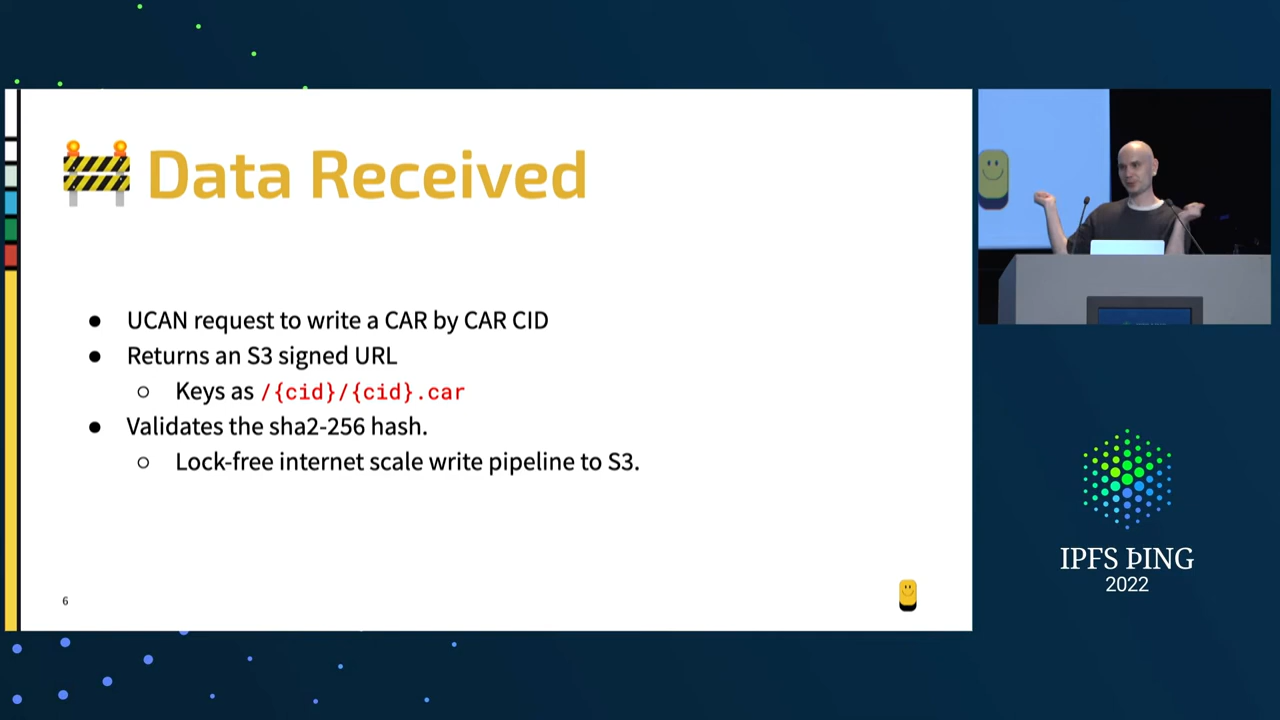 Data Received
● UCAN request to write a CAR by CAR CID
● Returns an S3 signed URL
○ Keys as /{cid}/{cid}.car
● Validates the sha2-256 hash.
○ Lock-free internet scale write pipeline to S3.
6
IPFS ÞING
2022